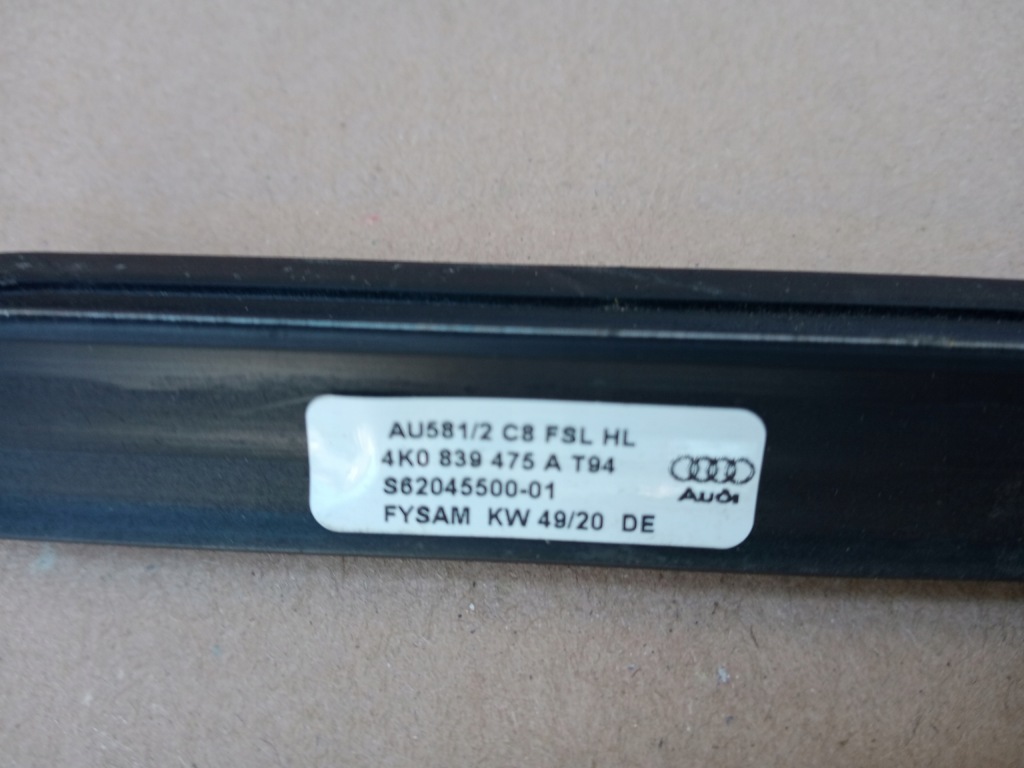 AU581/2 C8 FSL HL
4K0 839 475 A T94
S62045500-01
FYSAM KW 49/20 DE
Audi